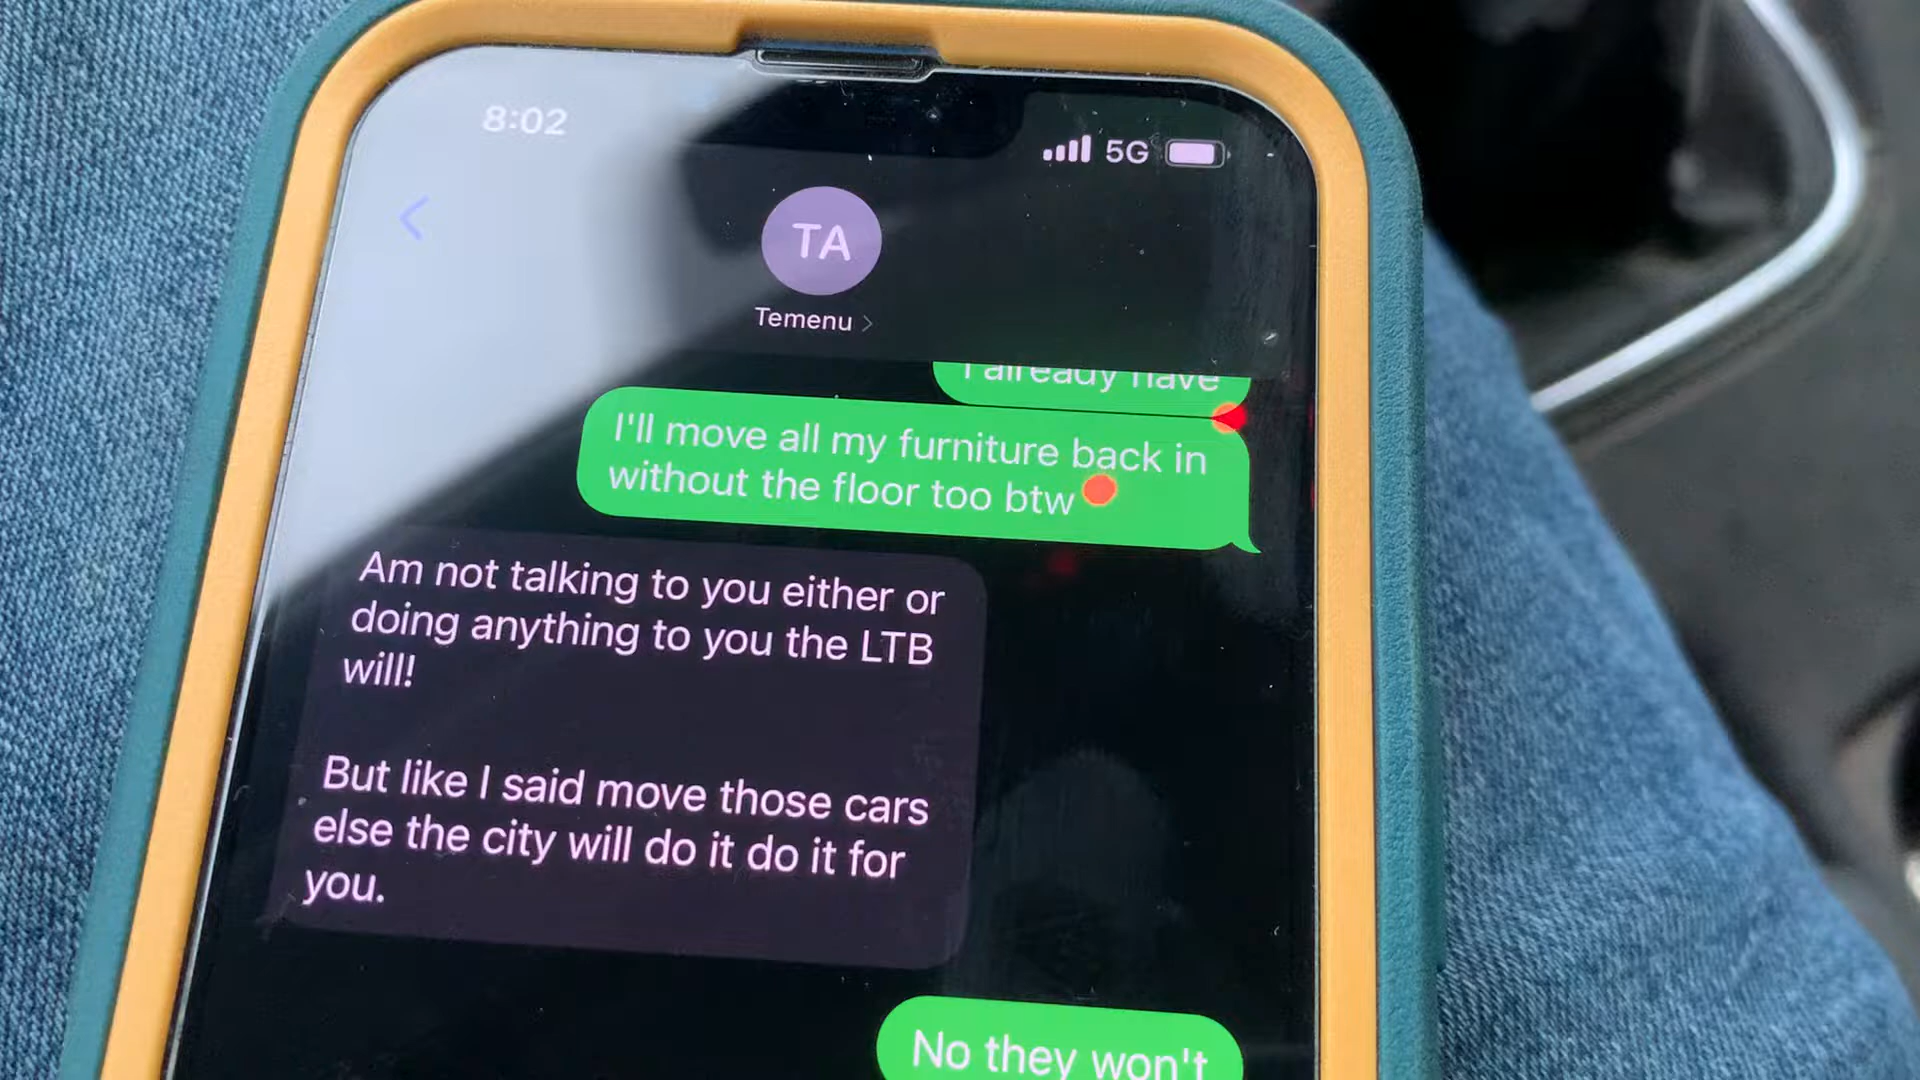 8:02
5G
TA
Temenu >
I already have
I'll move all my furniture back in
without the floor too btw
Am not talking to you either or
doing anything to you the LTB
will!
But like I said move those cars
else the city will do it do it for
you.
No they won't